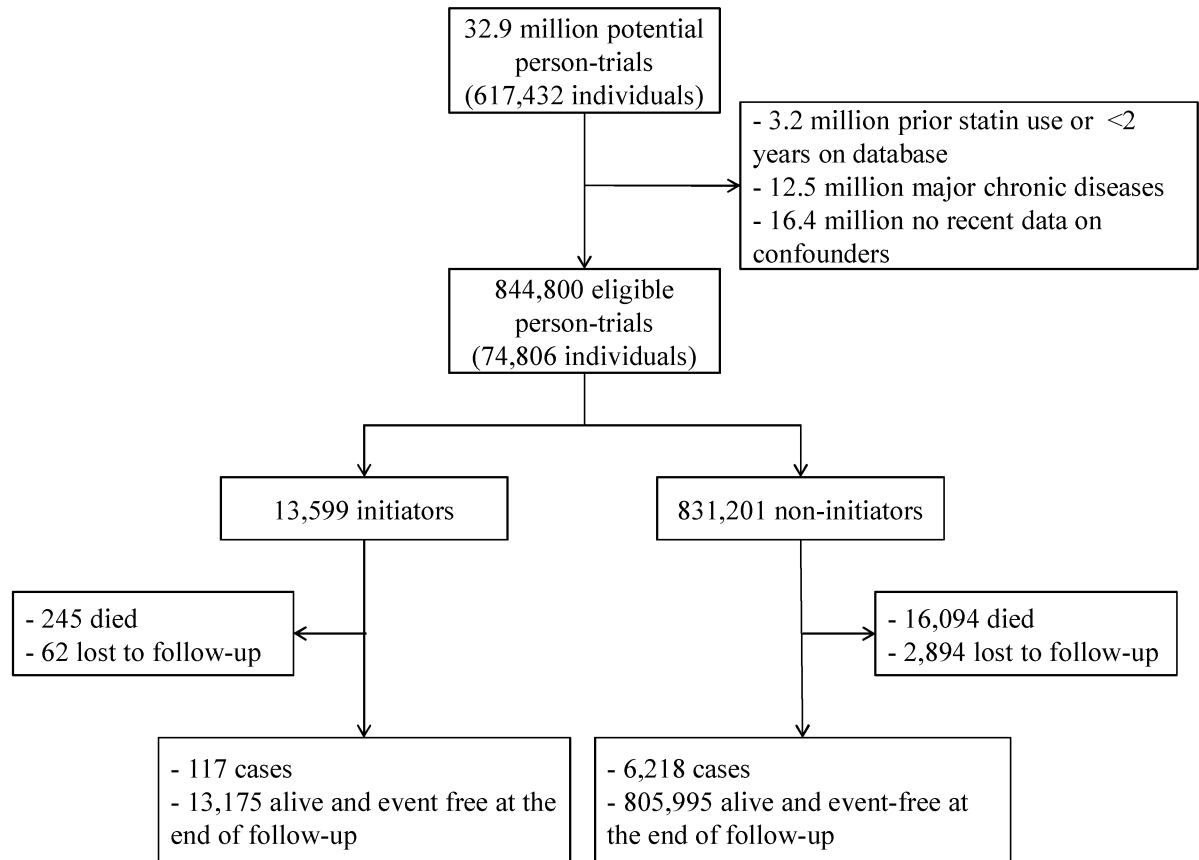 32.9 million potential
person-trials
(617,432 individuals)
- 3.2 million prior statin use or <2
years on database
- 12.5 million major chronic diseases
- 16.4 million no recent data on
confounders
844,800 eligible
person-trials
(74,806 individuals)
13,599 initiators
831,201 non-initiators
- 245 died
- 62 lost to follow-up
- 16,094 died
- 2,894 lost to follow-up
- 117 cases
- 13,175 alive and event free at the
end of follow-up
- 6,218 cases
- 805,995 alive and event-free at
the end of follow-up